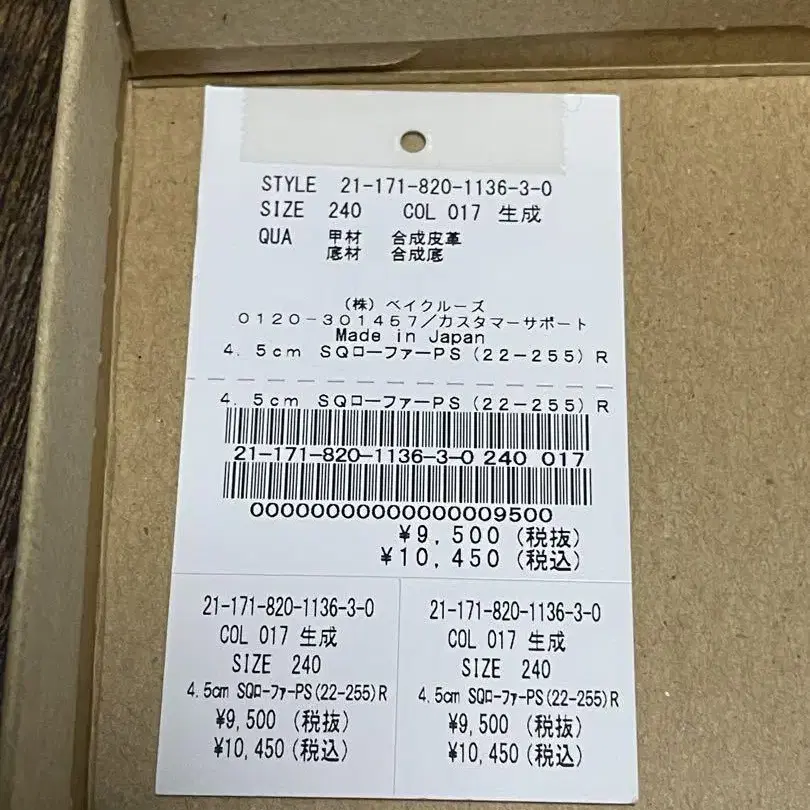 STYLE 21-171-820-1136-3-0
SIZE 240 COL 017 生成
QUA 甲材 合成皮革
底材 合成底
(株) ベイクルーズ
0120-301457/カスタマーサポート
Made in Japan
4.5cm SQローファーPS(22-255)R
4.5cm SQローファーPS(22-255)R
21-171-820-1136-3-0 240 017
00000000000000009500
¥9,500 (税抜)
¥10,450 (税込)
21-171-820-1136-3-0
COL 017 生成
SIZE 240
4.5cm SQローファーPS(22-255)R
¥9,500 (税抜)
¥10,450 (税込)
21-171-820-1136-3-0
COL 017 生成
SIZE 240
4.5cm SQローファーPS(22-255)R
¥9,500 (税抜)
¥10,450 (税込)